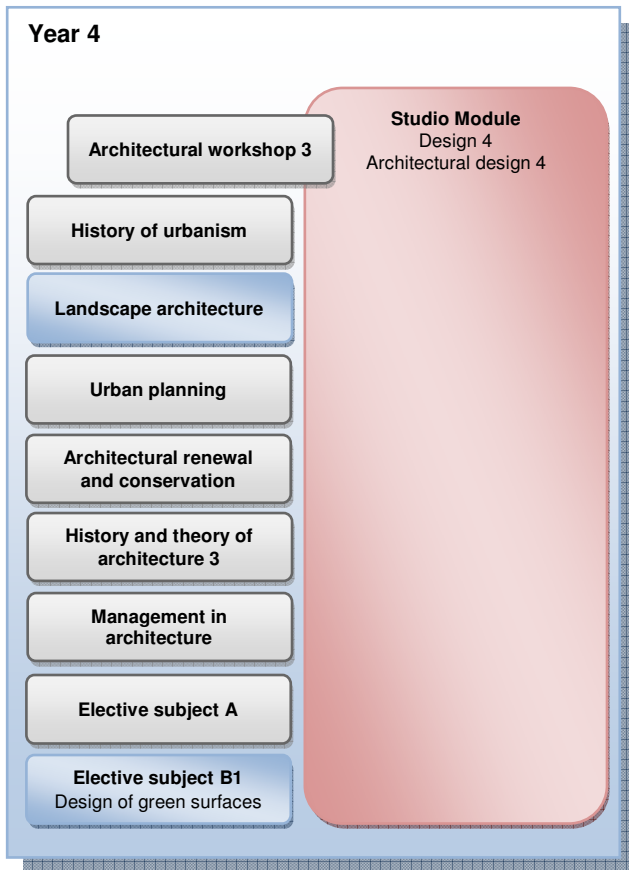 Year 4
Studio Module
Design 4
Architectural design 4
Architectural workshop 3
History of urbanism
Landscape architecture
Urban planning
Architectural renewal
and conservation
History and theory of
architecture 3
Management in
architecture
Elective subject A
Elective subject B1
Design of green surfaces